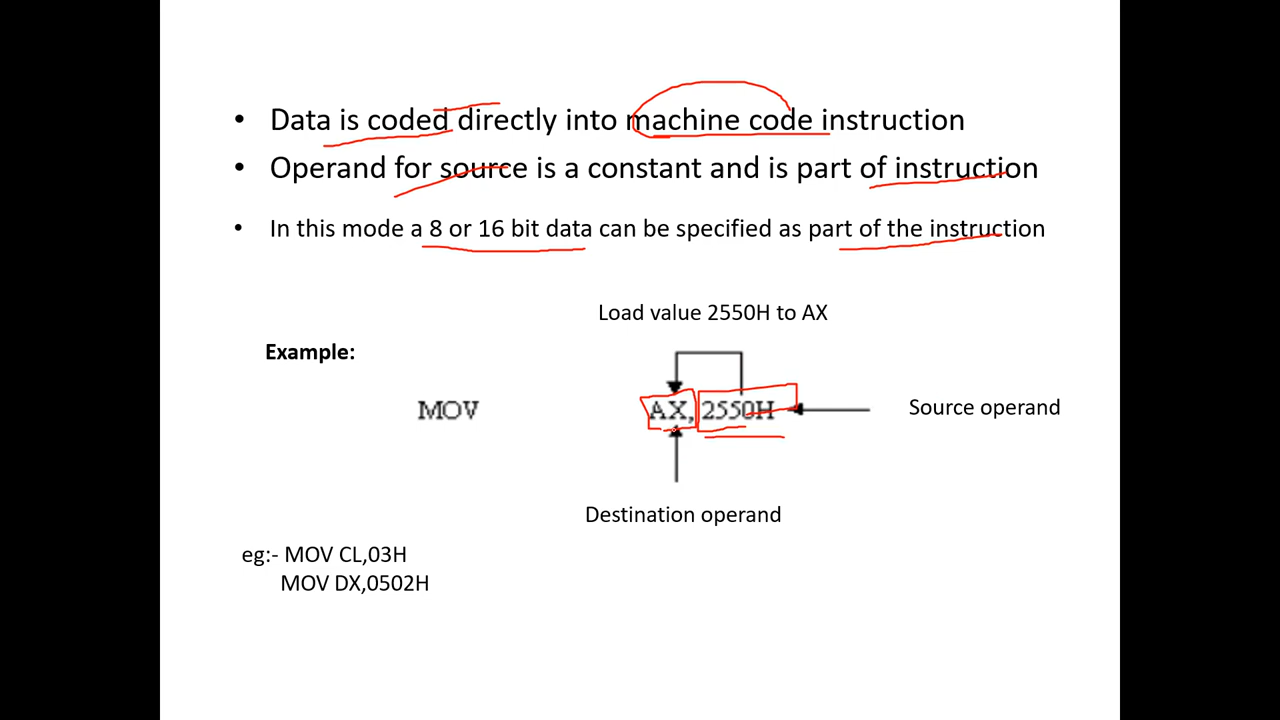 • Data is coded directly into machine code instruction
• Operand for source is a constant and is part of instruction
• In this mode a 8 or 16 bit data can be specified as part of the instruction
Load value 2550H to AX
Example:
MOV AX, 2550H Source operand
Destination operand
eg:- MOV CL,03H
MOV DX,0502H